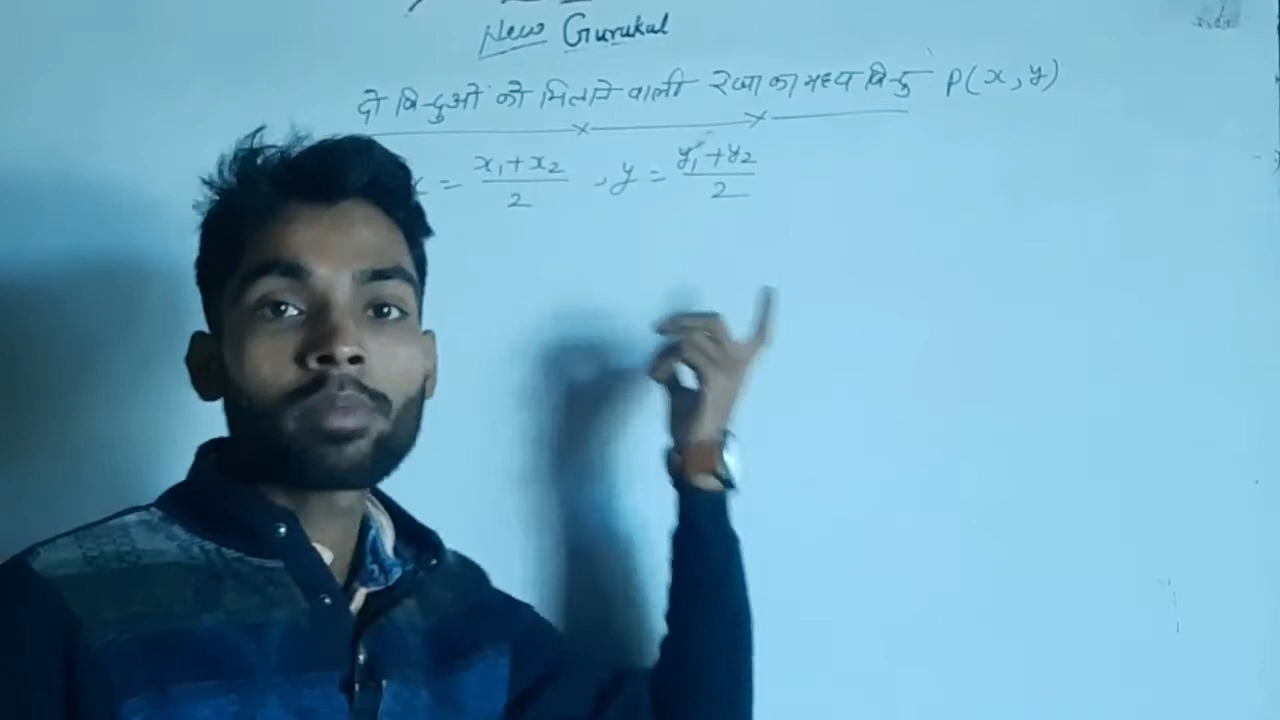 New Gurukul
दो बिन्दुओं को मिलाने वाली रेखा का मध्य बिन्दु P(x, y)
x = x₁+x₂/2 , y = y₁+y₂/2